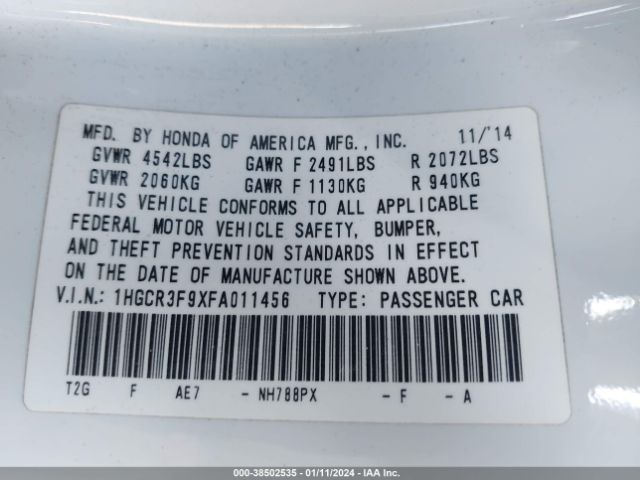 MFD. BY HONDA OF AMERICA MFG., INC. 11/'14
GVWR 4542LBS GAWR F 2491LBS R 2072LBS
GVWR 2060KG GAWR F 1130KG R 940KG
THIS VEHICLE CONFORMS TO ALL APPLICABLE
FEDERAL MOTOR VEHICLE SAFETY, BUMPER,
AND THEFT PREVENTION STANDARDS IN EFFECT
ON THE DATE OF MANUFACTURE SHOWN ABOVE.
V.I.N.: 1HGCR3F9XFA011456 TYPE: PASSENGER CAR
T2G F AE7 - NH788PX - F - A
000-38502535 - 01/11/2024 - IAA Inc.